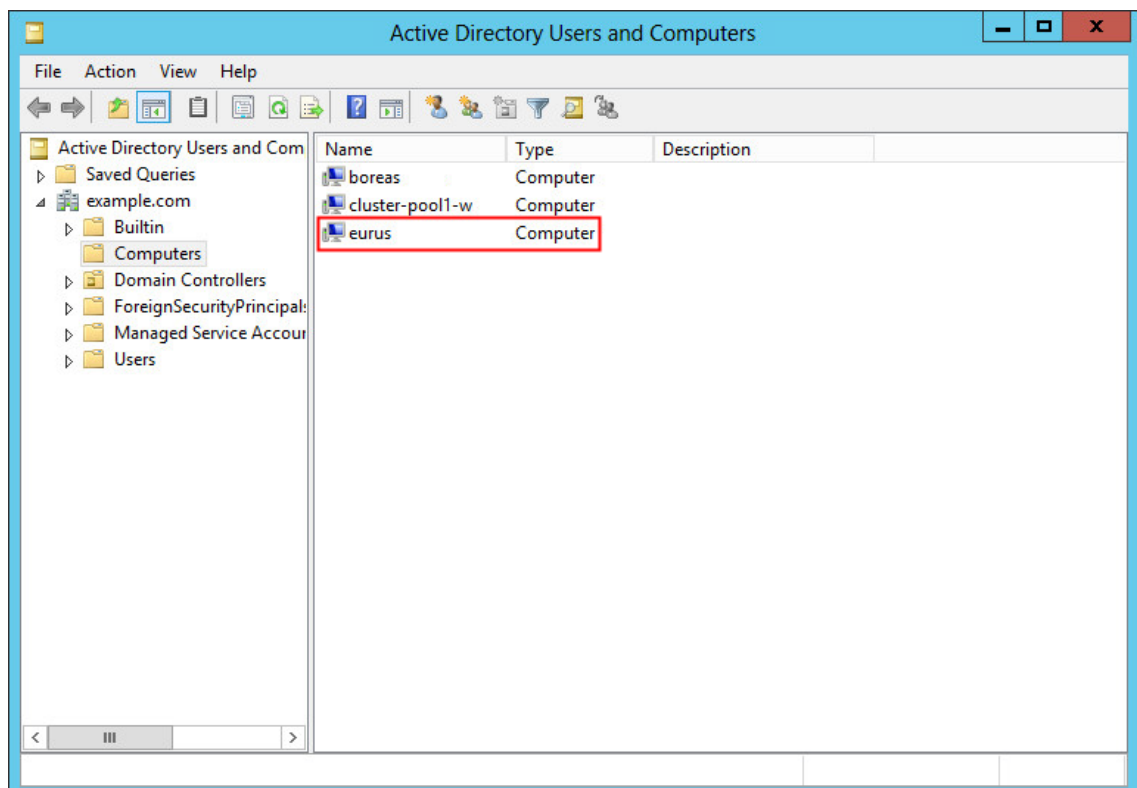 Active Directory Users and Computers
File Action View Help
Active Directory Users and Com
Saved Queries
example.com
Builtin
Computers
Domain Controllers
ForeignSecurityPrincipal
Managed Service Accour
Users
Name Type Description
boreas Computer
cluster-pool1-w Computer
eurus Computer